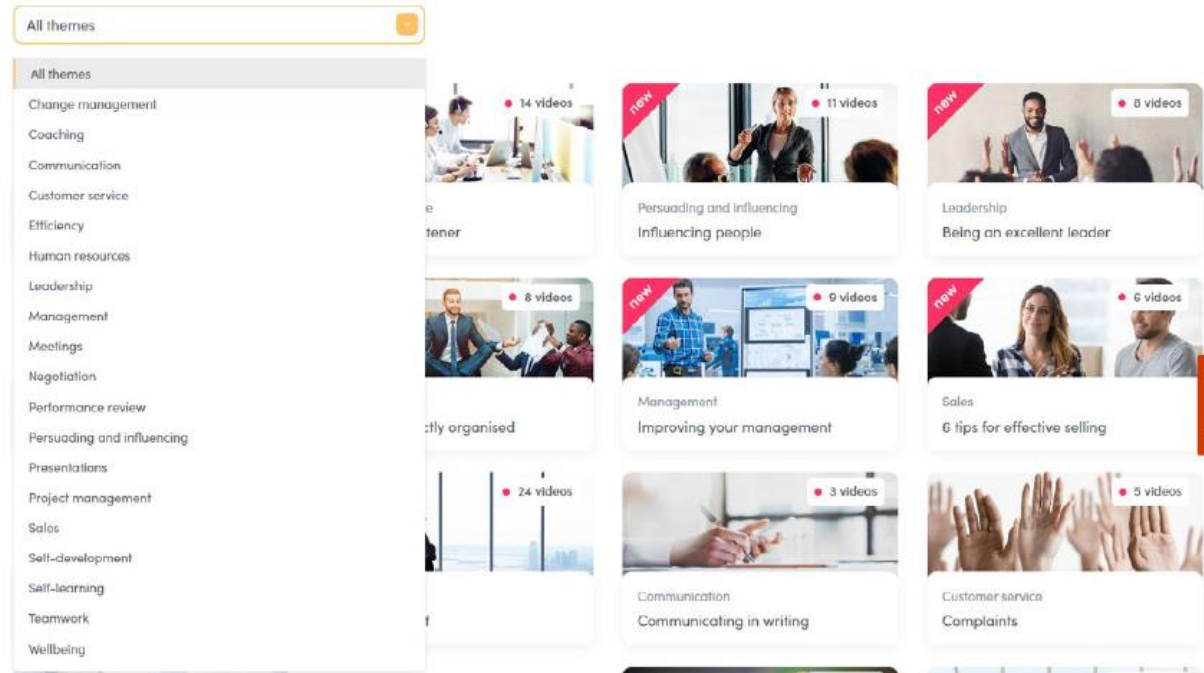 All themes
All themes
Change management
Coaching
Communication
Customer service
Efficiency
Human resources
Leadership
Management
Meetings
Negotiation
Performance review
Persuading and influencing
Presentations
Project management
Sales
Self-development
Self-learning
Teamwork
Wellbeing
14 videos
e
tener
new
11 videos
Persuading and influencing
Influencing people
new
8 videos
Leadership
Being an excellent leader
8 videos
ctly organised
new
9 videos
Management
Improving your management
new
6 videos
Sales
6 tips for effective selling
24 videos
3 videos
Communication
Communicating in writing
5 videos
Customer service
Complaints